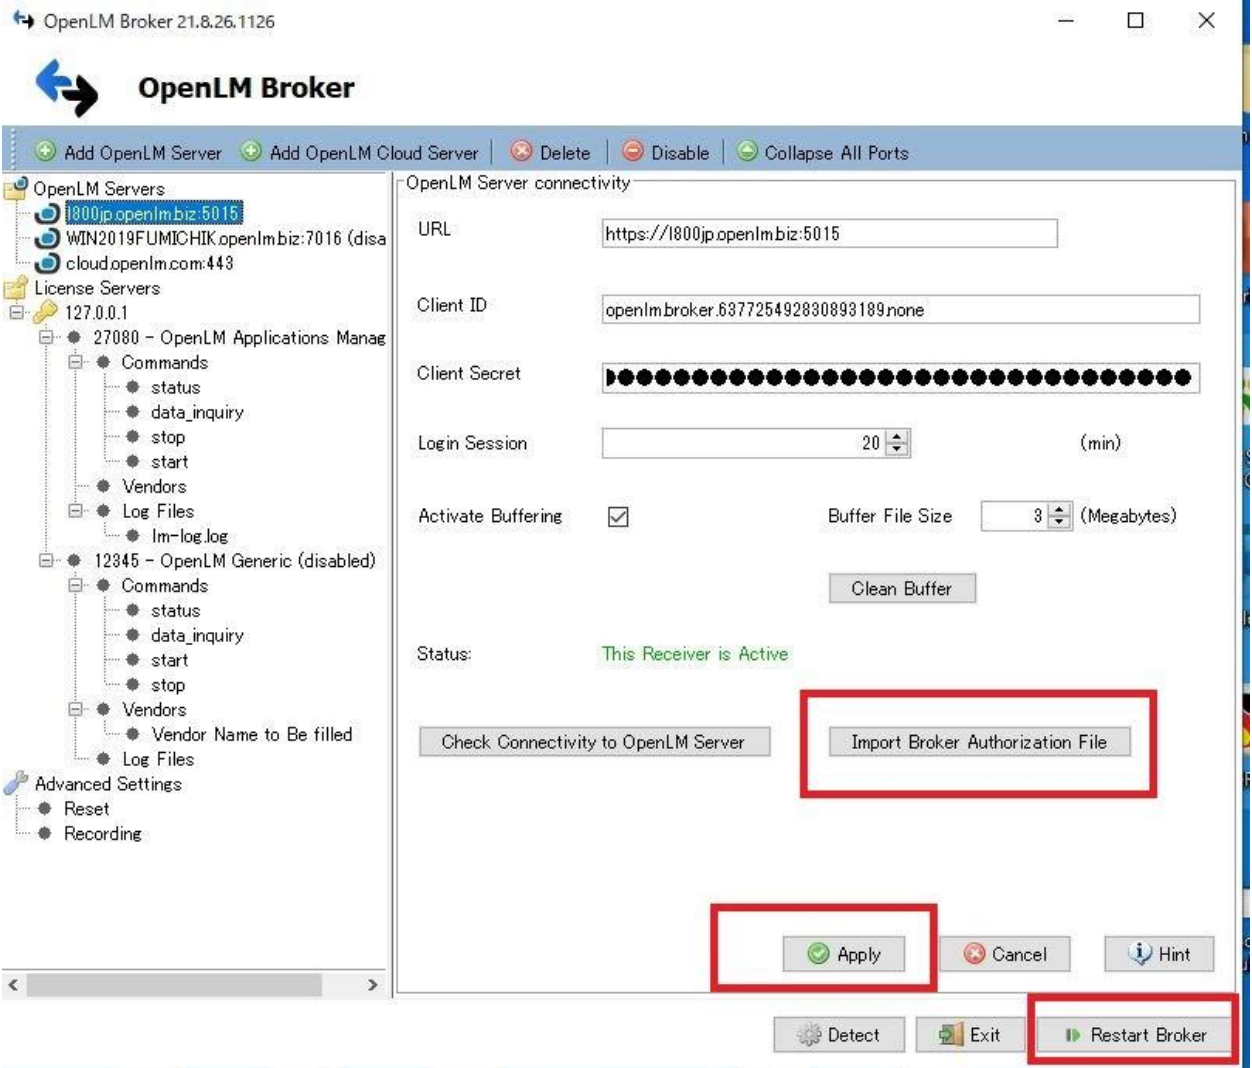 OpenLM Broker 21.8.26.1126
OpenLM Broker
Add OpenLM Server Add OpenLM Cloud Server Delete Disable Collapse All Ports
OpenLM Servers
l800jp.openlm.biz:5015
WIN2019FUMICHIK.openlm.biz:7016 (disa
cloud.openlm.com:443
License Servers
127.0.0.1
27080 - OpenLM Applications Manag
Commands
status
data_inquiry
stop
start
Vendors
Log Files
lm-log.log
12345 - OpenLM Generic (disabled)
Commands
status
data_inquiry
start
stop
Vendors
Vendor Name to Be filled
Log Files
Advanced Settings
Reset
Recording
OpenLM Server connectivity
URL https://l800jp.openlm.biz:5015
Client ID openlm.broker.637725492830893189.none
Client Secret
Login Session 20 (min)
Activate Buffering Buffer File Size 3 (Megabytes)
Clean Buffer
Status: This Receiver is Active
Check Connectivity to OpenLM Server Import Broker Authorization File
Apply Cancel Hint
Detect Exit Restart Broker